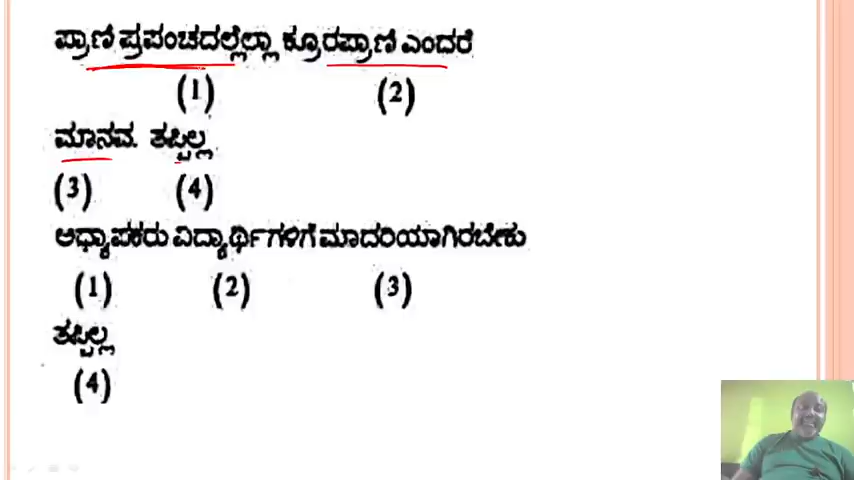 ಪ್ರಾಣಿ ಪ್ರಪಂಚದಲ್ಲೆಲ್ಲಾ ಕ್ರೂರಪ್ರಾಣಿ ಎಂದರೆ
(1) (2)
ಮಾನವ. ತಪ್ಪಿಲ್ಲ
(3) (4)
ಅಧ್ಯಾಪಕರು ವಿದ್ಯಾರ್ಥಿಗಳಿಗೆ ಮಾದರಿಯಾಗಿರಬೇಕು
(1) (2) (3)
ತಪ್ಪಿಲ್ಲ
(4)